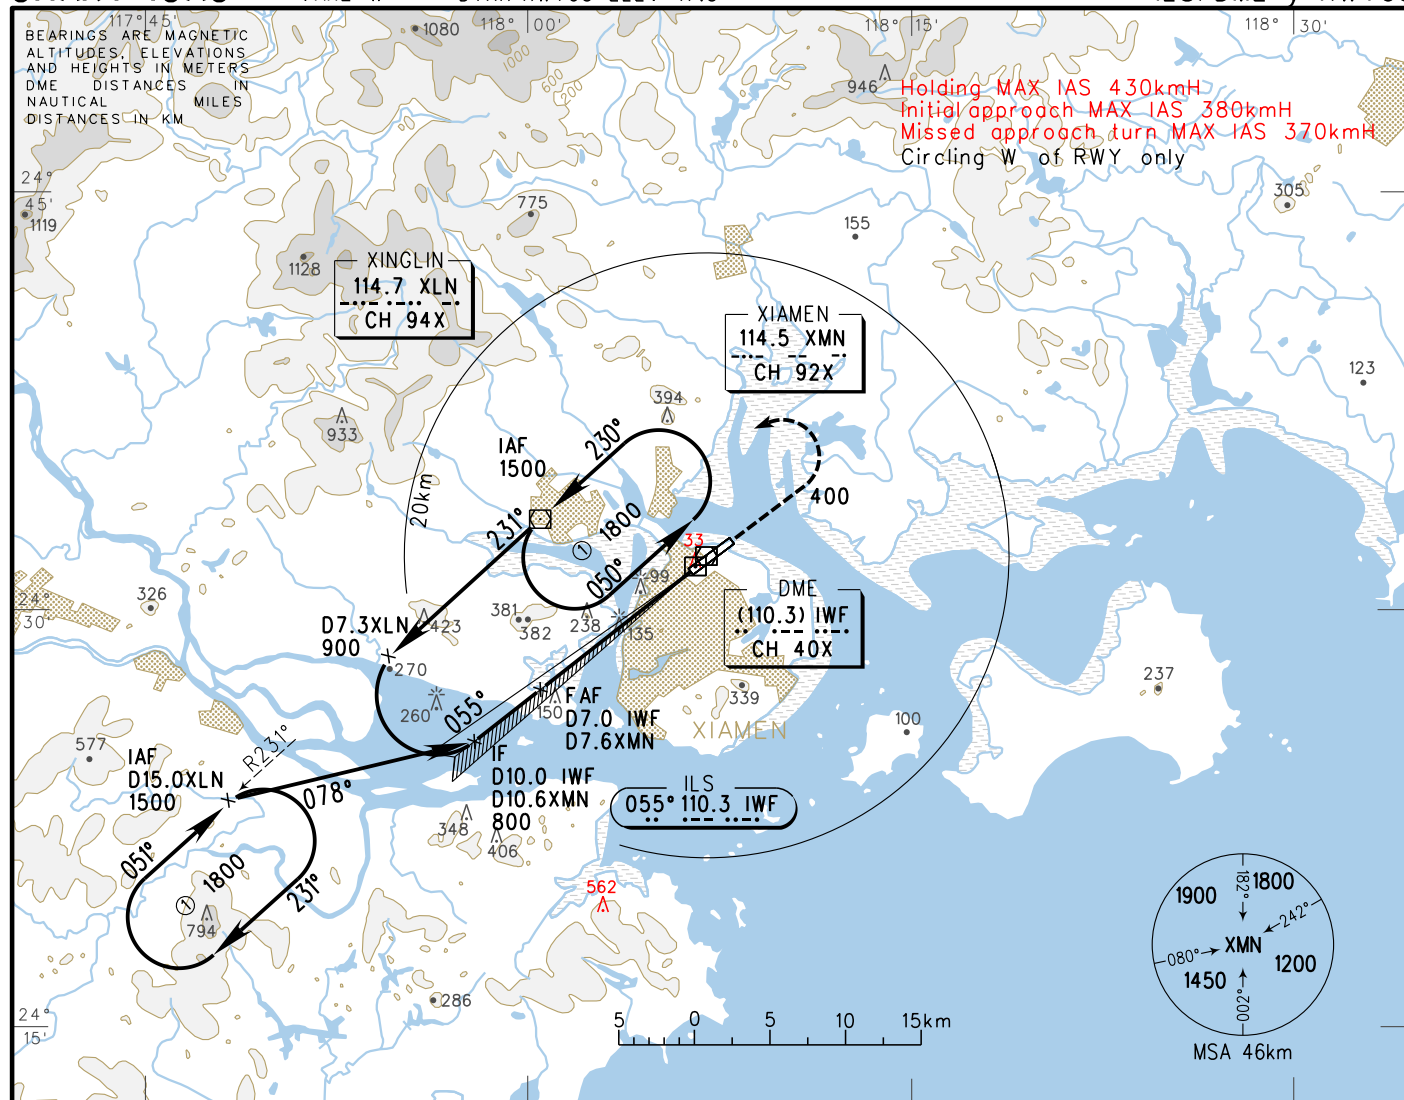 117° 45'
118° 00'
118° 15'
118° 30'
BEARINGS ARE MAGNETIC
ALTITUDES, ELEVATIONS
AND HEIGHTS IN METERS
DME DISTANCES IN
NAUTICAL MILES
DISTANCES IN KM
1080
1000
600
200
946
Holding MAX IAS 430kmH
Initial approach MAX IAS 380kmH
Missed approach turn MAX IAS 370kmH
Circling W of RWY only
24°
45'
1119
775
155
305
1128
XINGLIN
114.7 XLN
CH 94X
XIAMEN
114.5 XMN
CH 92X
123
933
394
IAF
1500
230°
20km
400
231°
1 1800
33
050°
99
DME
(110.3) IWF
CH 40X
24°
30'
326
423
381
382
238
135
D7.3XLN
900
270
237
339
260
055°
150
FAF
D7.0 IWF
D7.6XMN
XIAMEN
100
577
R231°
IAF
D15.0XLN
1500
078°
IF
D10.0 IWF
D10.6XMN
800
ILS
055° 110.3 IWF
348
406
051°
1 1800
231°
794
562
286
1900
182°
1800
242°
080°
XMN
1450
1200
002°
MSA 46km
24°
15'
5 0 5 10 15km